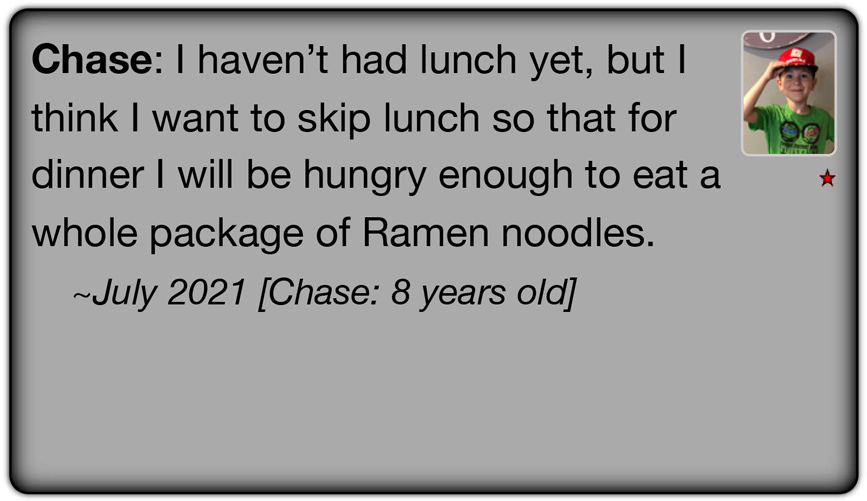 Chase: I haven’t had lunch yet, but I
think I want to skip lunch so that for
dinner I will be hungry enough to eat a
whole package of Ramen noodles.
~July 2021 [Chase: 8 years old]